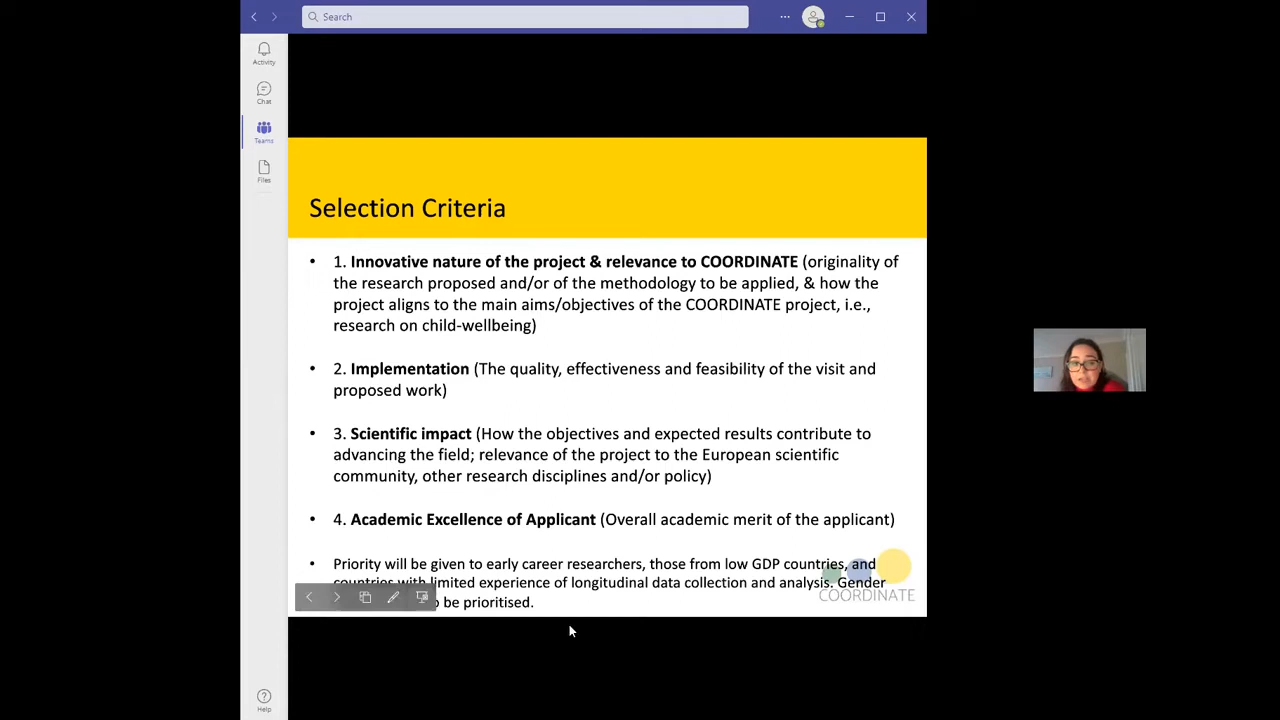 Search
Activity
Chat
Teams
Files
Help
Selection Criteria
• 1. Innovative nature of the project & relevance to COORDINATE (originality of
the research proposed and/or of the methodology to be applied, & how the
project aligns to the main aims/objectives of the COORDINATE project, i.e.,
research on child-wellbeing)
• 2. Implementation (The quality, effectiveness and feasibility of the visit and
proposed work)
• 3. Scientific impact (How the objectives and expected results contribute to
advancing the field; relevance of the project to the European scientific
community, other research disciplines and/or policy)
• 4. Academic Excellence of Applicant (Overall academic merit of the applicant)
• Priority will be given to early career researchers, those from low GDP countries, and
countries with limited experience of longitudinal data collection and analysis. Gender
be prioritised.
COORDINATE